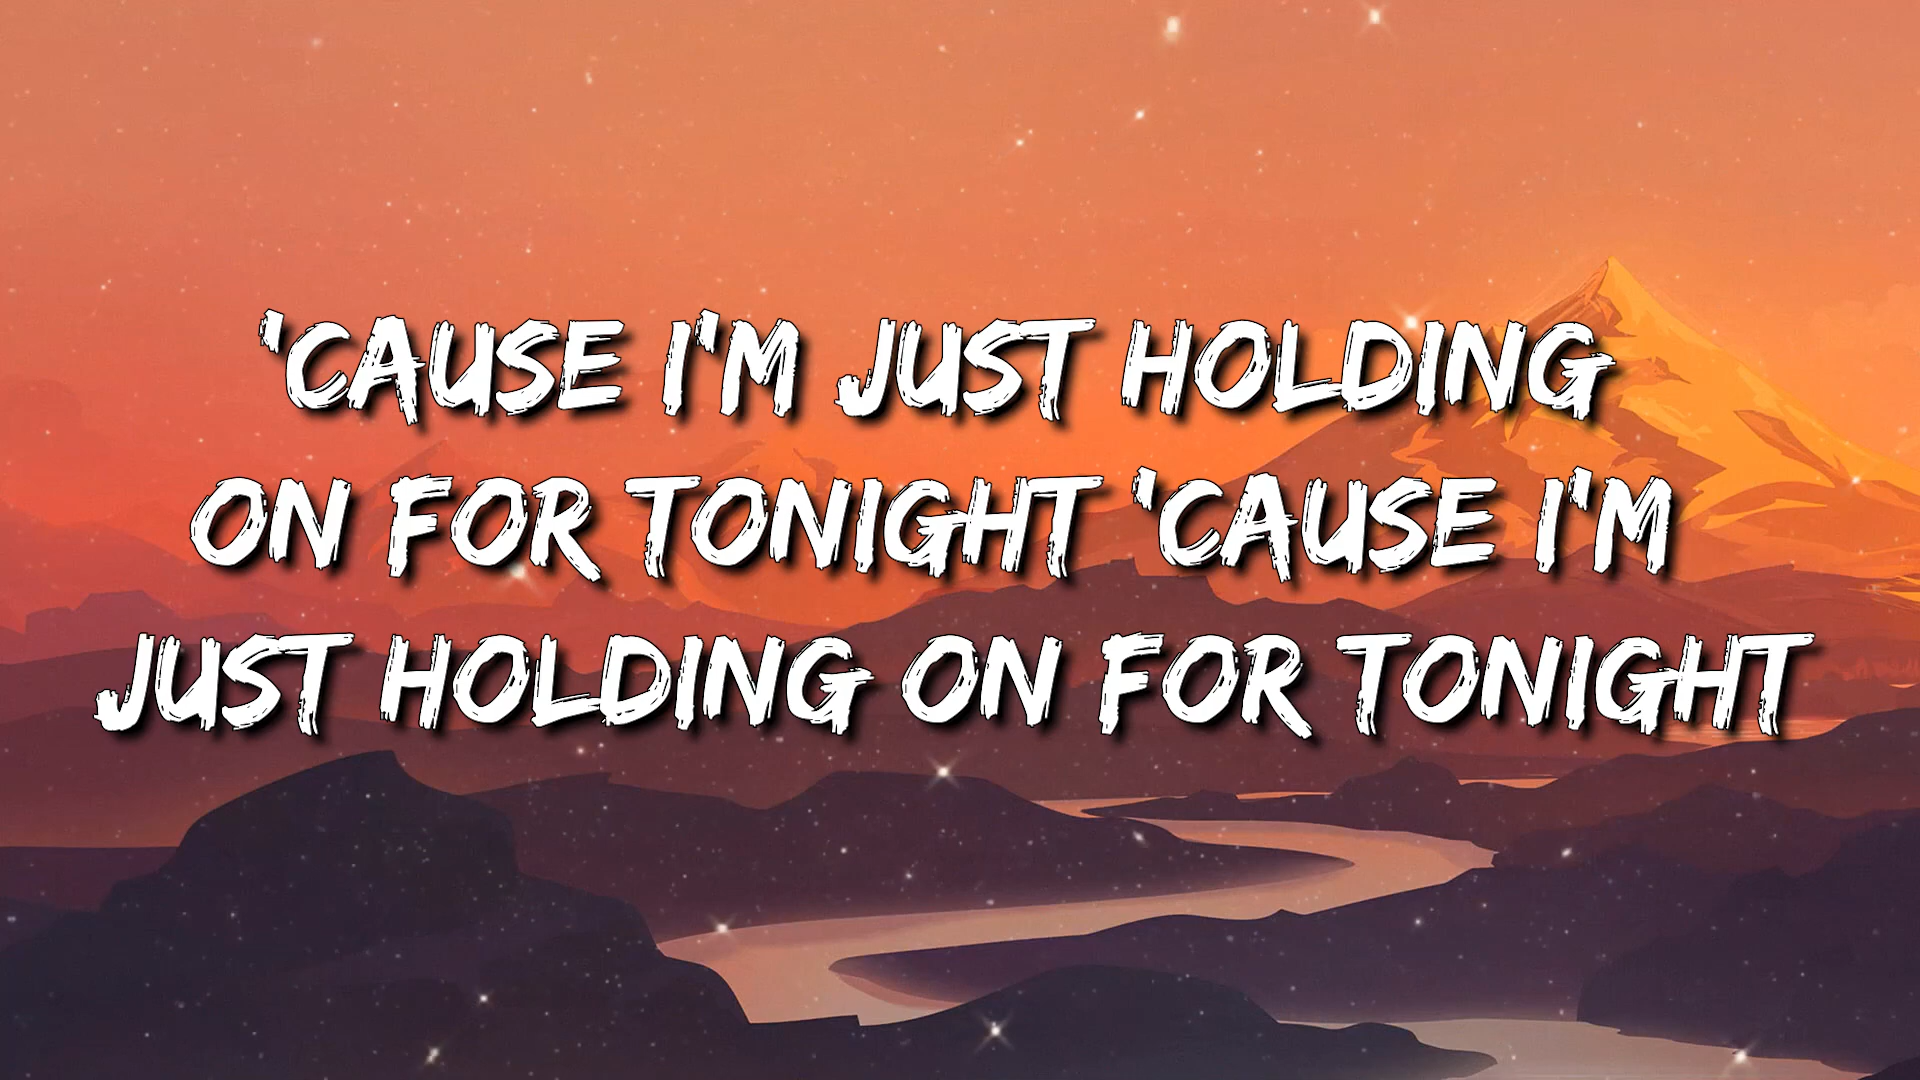 'CAUSE I'M JUST HOLDING
ON FOR TONIGHT 'CAUSE I'M
JUST HOLDING ON FOR TONIGHT